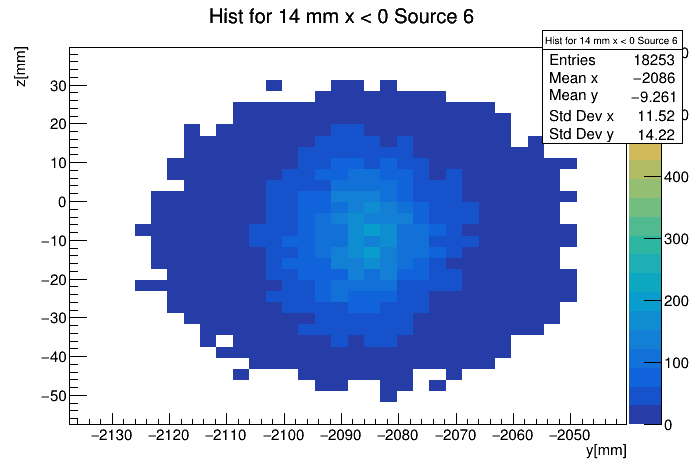 Hist for 14 mm x < 0 Source 6
z[mm]
Hist for 14 mm x < 0 Source 6
Entries 18253
Mean x −2086
Mean y −9.261
Std Dev x 11.52
Std Dev y 14.22
30
20
10
0
−10
−20
−30
−40
−50
0
0
400
300
200
100
0
−2130 −2120 −2110 −2100 −2090 −2080 −2070 −2060 −2050
y[mm]